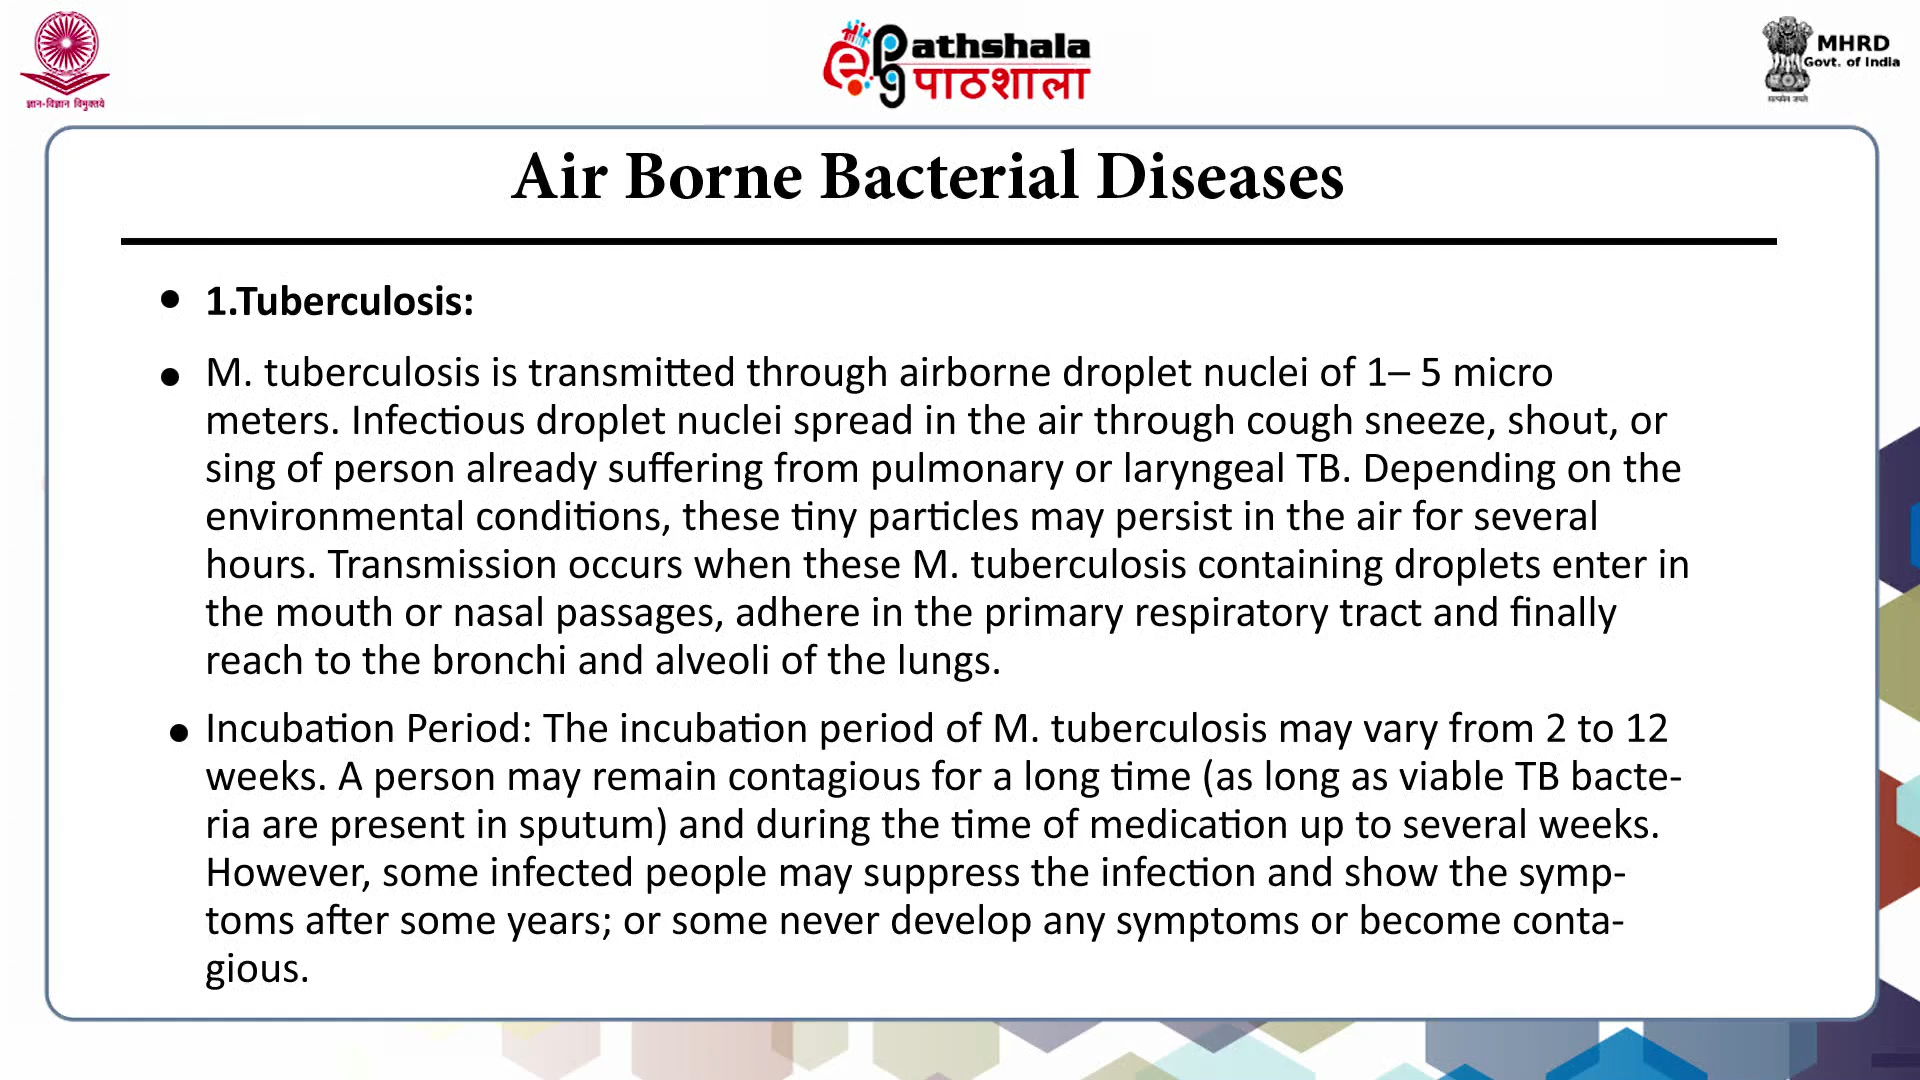 ज्ञान-विज्ञान विमुक्तये
e pg Pathshala
पाठशाला
MHRD
Govt. of India
सत्यमेव जयते
Air Borne Bacterial Diseases
• 1.Tuberculosis:
• M. tuberculosis is transmitted through airborne droplet nuclei of 1– 5 micro
meters. Infectious droplet nuclei spread in the air through cough sneeze, shout, or
sing of person already suffering from pulmonary or laryngeal TB. Depending on the
environmental conditions, these tiny particles may persist in the air for several
hours. Transmission occurs when these M. tuberculosis containing droplets enter in
the mouth or nasal passages, adhere in the primary respiratory tract and finally
reach to the bronchi and alveoli of the lungs.
• Incubation Period: The incubation period of M. tuberculosis may vary from 2 to 12
weeks. A person may remain contagious for a long time (as long as viable TB bacte-
ria are present in sputum) and during the time of medication up to several weeks.
However, some infected people may suppress the infection and show the symp-
toms after some years; or some never develop any symptoms or become conta-
gious.